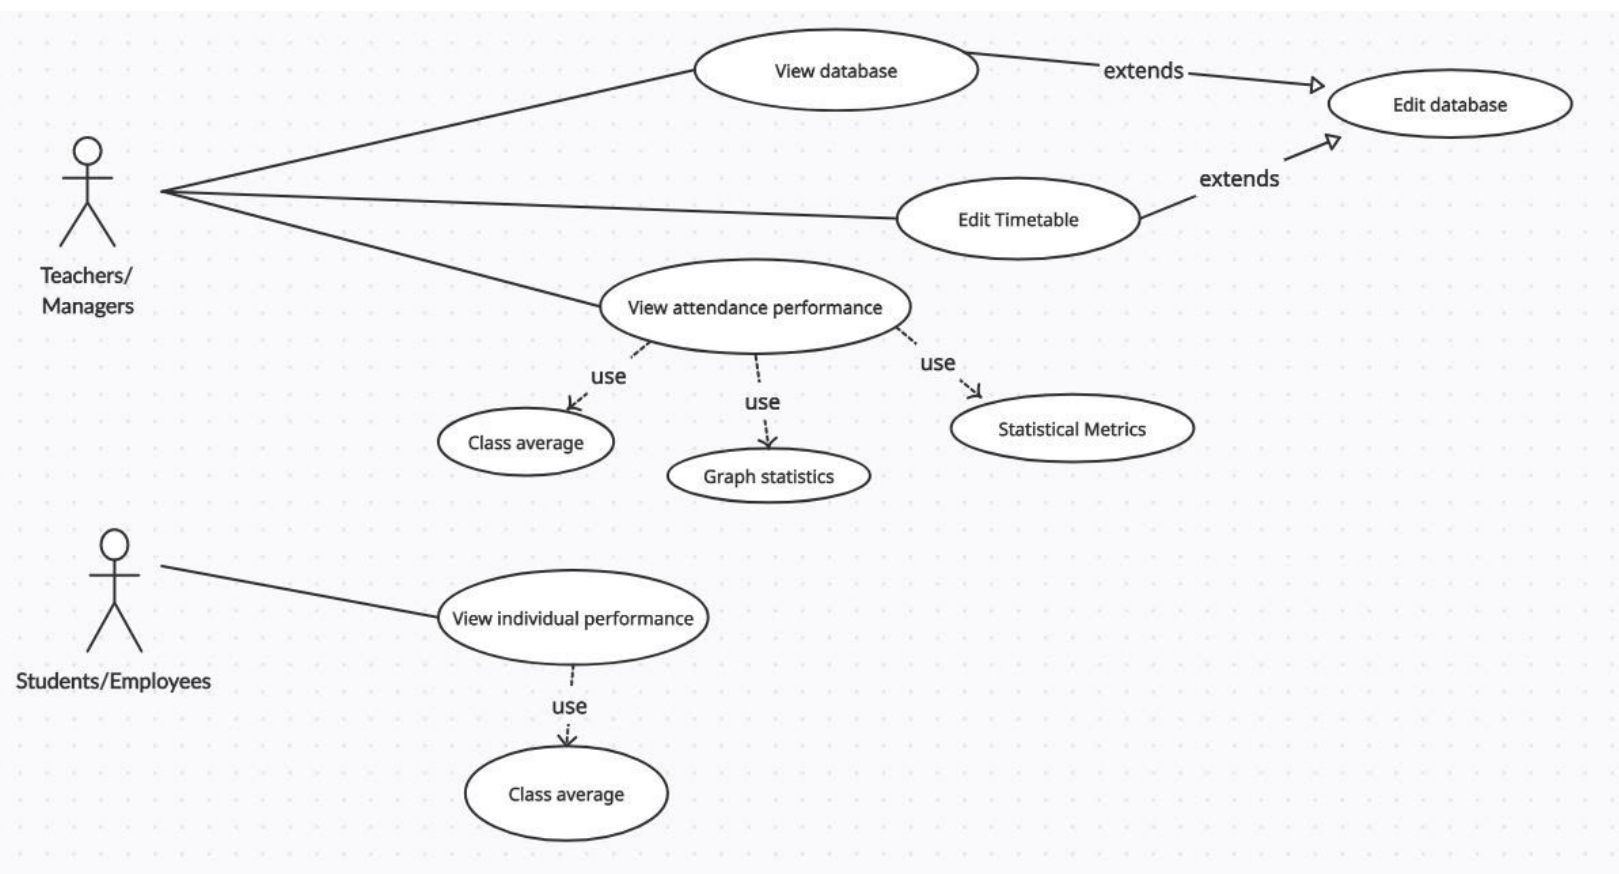 View database
extends
Edit database
extends
Edit Timetable
Teachers/
Managers
View attendance performance
use
use
use
Class average
Statistical Metrics
Graph statistics
View individual performance
Students/Employees
use
Class average